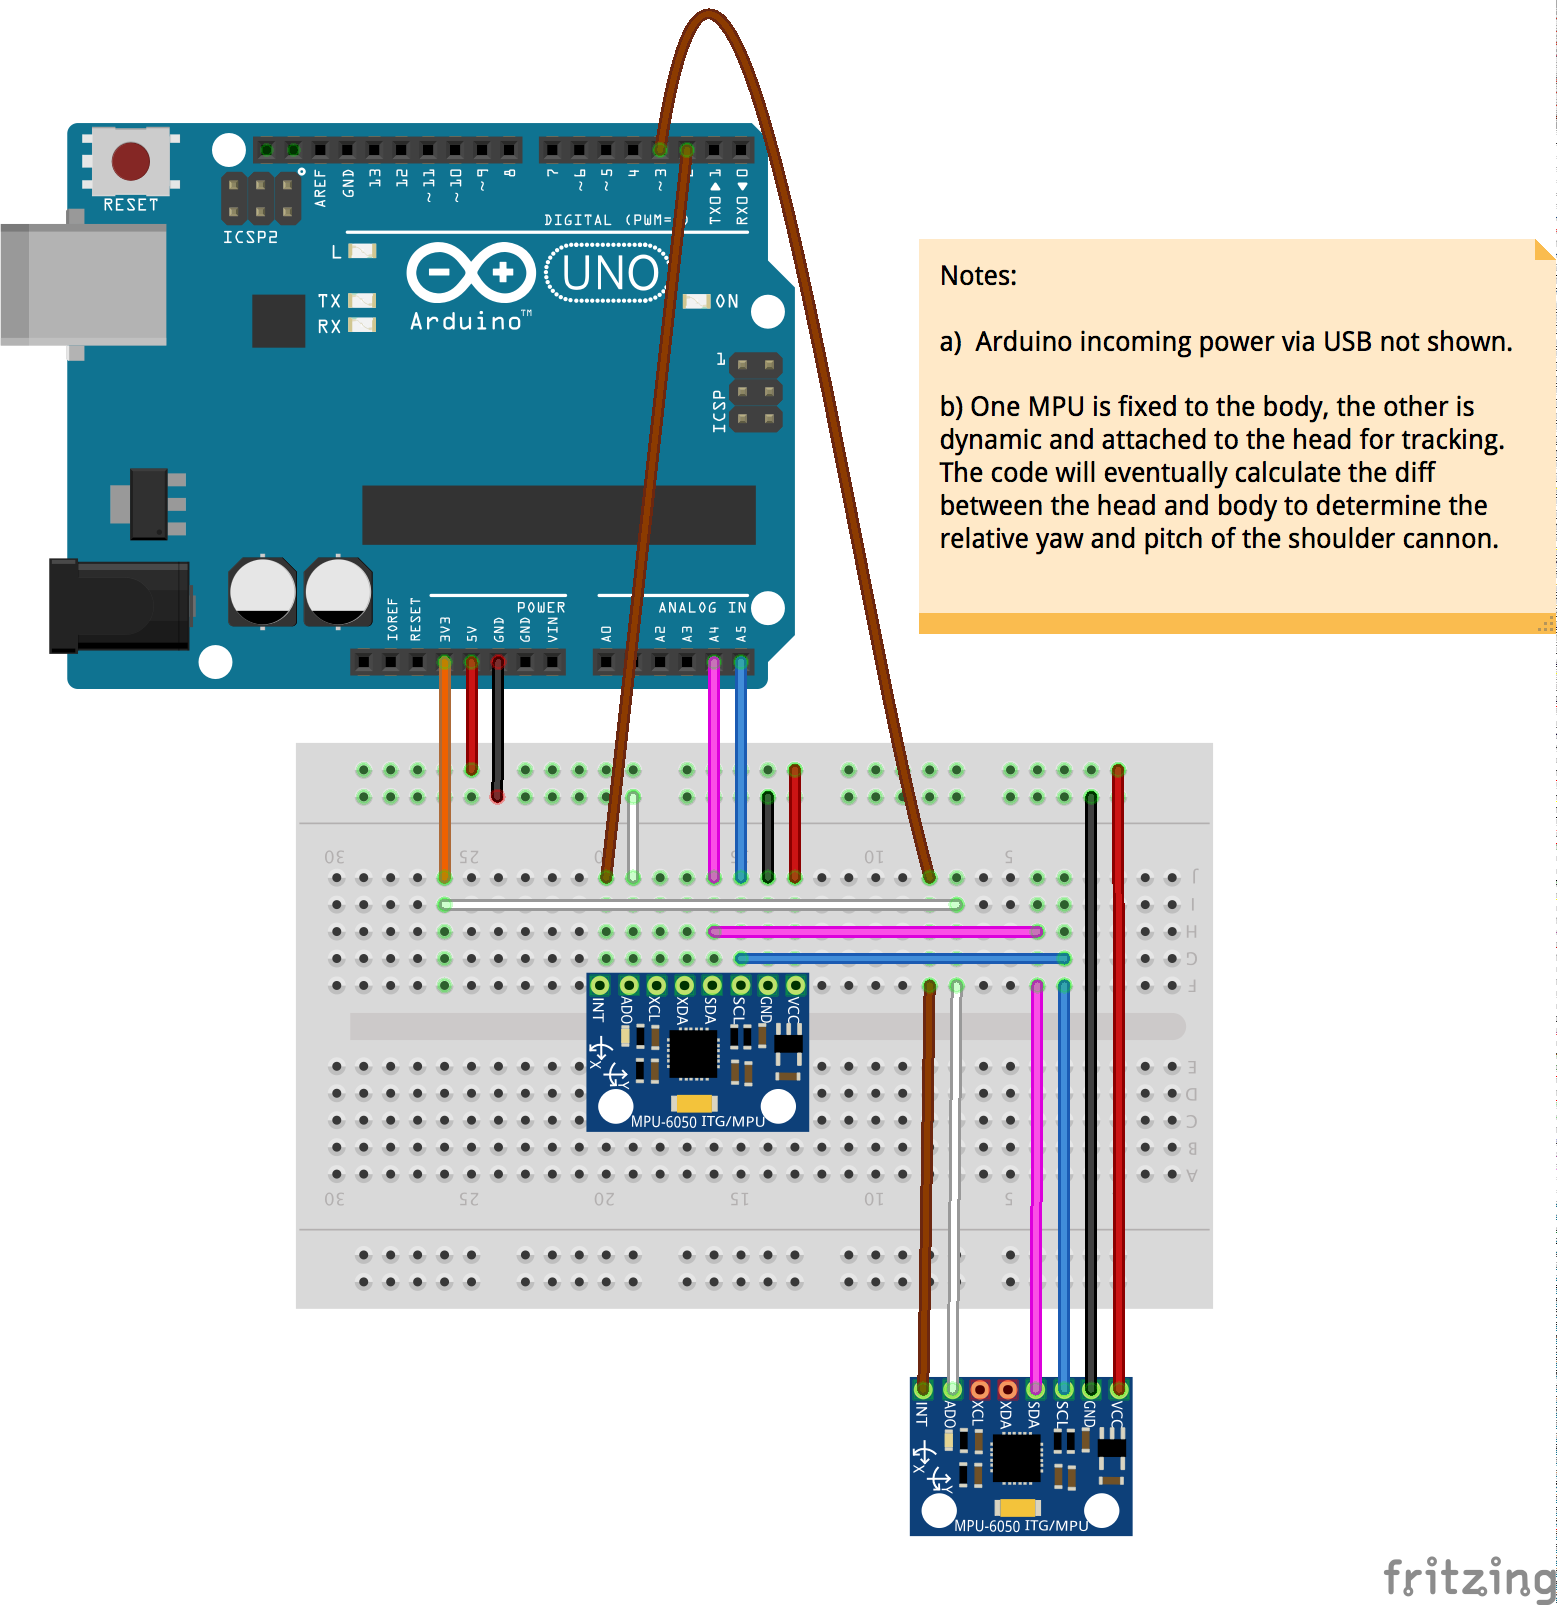 RESET
ICSP2
AREF
GND
13
12
~11
~10
~9
8
7
~6
~5
4
~3
TX0▶1
RX0◀0
DIGITAL (PWM=
L
TX
RX
UNO
ON
Arduino™
1
ICSP
Notes:
a) Arduino incoming power via USB not shown.
b) One MPU is fixed to the body, the other is
dynamic and attached to the head for tracking.
The code will eventually calculate the diff
between the head and body to determine the
relative yaw and pitch of the shoulder cannon.
IOREF
RESET
3V3
5V
GND
GND
VIN
POWER
A0
A2
A3
A4
A5
ANALOG IN
30
25
10
5
J
I
H
G
F
INT
AD0
XCL
XDA
SDA
SCL
GND
VCC
X
Y
MPU-6050 ITG/MPU
E
D
C
B
A
30
25
20
15
10
5
INT
AD0
XCL
XDA
SDA
SCL
GND
VCC
X
Y
MPU-6050 ITG/MPU
fritzing